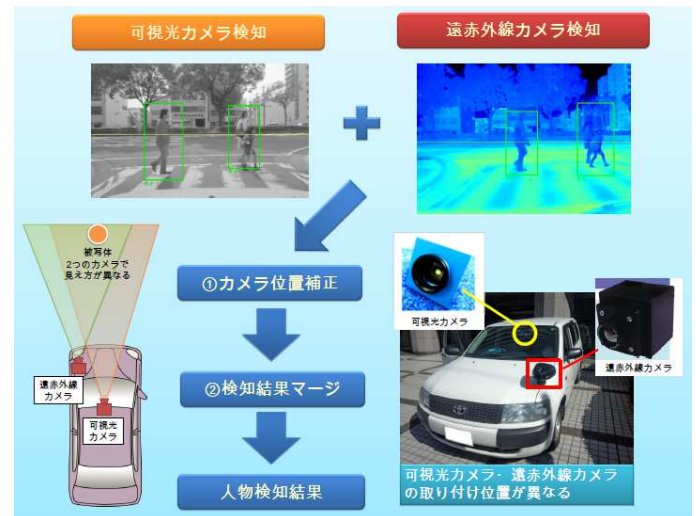 可視光カメラ検知
遠赤外線カメラ検知
被写体
2つのカメラで
見え方が異なる
①カメラ位置補正
②検知結果マージ
人物検知結果
遠赤外線
カメラ
可視光
カメラ
可視光カメラ
遠赤外線カメラ
可視光カメラ・遠赤外線カメラ
の取り付け位置が異なる